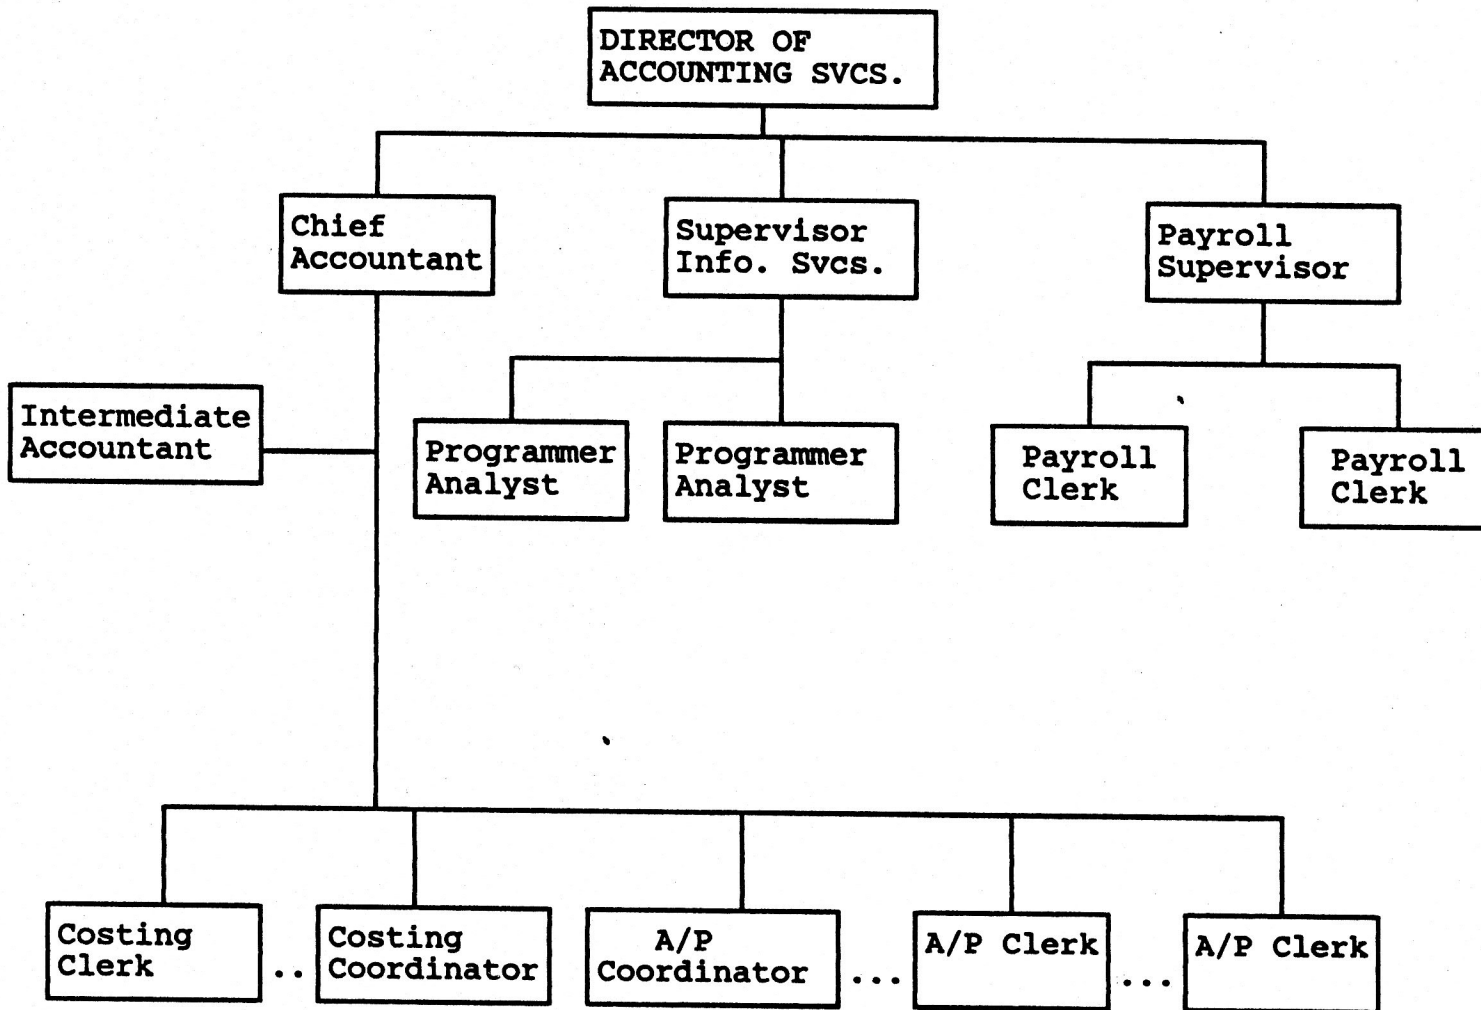 DIRECTOR OF
ACCOUNTING SVCS.
Chief
Accountant
Supervisor
Info. Svcs.
Payroll
Supervisor
Intermediate
Accountant
Programmer
Analyst
Programmer
Analyst
Payroll
Clerk
Payroll
Clerk
Costing
Clerk
..
Costing
Coordinator
A/P
Coordinator
...
A/P Clerk
...
A/P Clerk